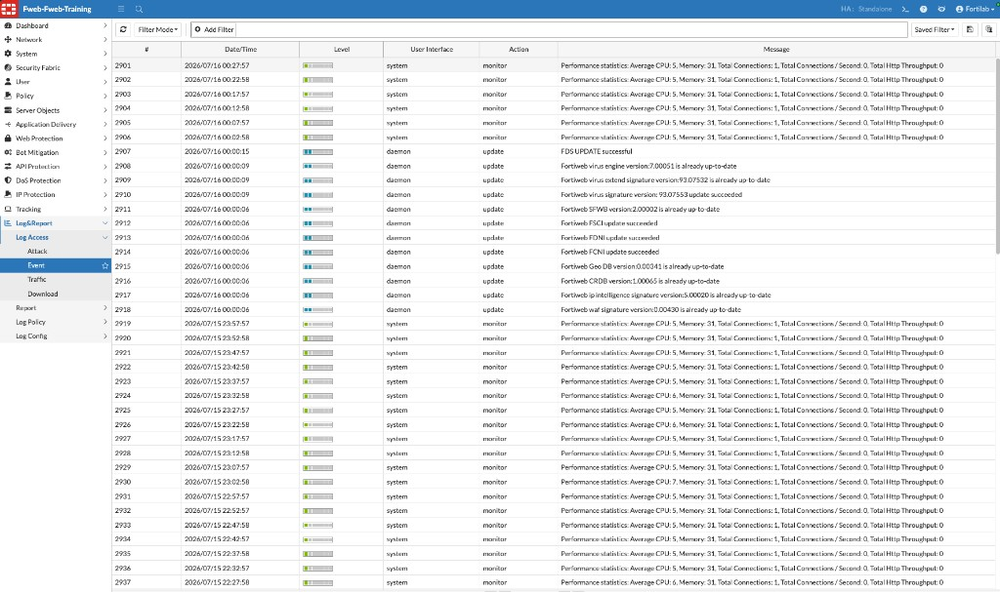 Fweb-Fweb-Training
HA: Standalone
Fortilab
Dashboard
Network
System
Security Fabric
User
Policy
Server Objects
Application Delivery
Web Protection
Bot Mitigation
API Protection
DoS Protection
IP Protection
Tracking
Log&Report
Log Access
Attack
Event
Traffic
Download
Report
Log Policy
Log Config
Filter Mode Add Filter Saved Filter
# Date/Time Level User Interface Action Message
2901 2026/07/16 00:27:57 system monitor Performance statistics: Average CPU: 5, Memory: 31, Total Connections: 1, Total Connections / Second: 0, Total Http Throughput: 0
2902 2026/07/16 00:22:58 system monitor Performance statistics: Average CPU: 5, Memory: 31, Total Connections: 1, Total Connections / Second: 0, Total Http Throughput: 0
2903 2026/07/16 00:17:57 system monitor Performance statistics: Average CPU: 5, Memory: 31, Total Connections: 1, Total Connections / Second: 0, Total Http Throughput: 0
2904 2026/07/16 00:12:58 system monitor Performance statistics: Average CPU: 6, Memory: 31, Total Connections: 1, Total Connections / Second: 0, Total Http Throughput: 0
2905 2026/07/16 00:07:57 system monitor Performance statistics: Average CPU: 5, Memory: 31, Total Connections: 1, Total Connections / Second: 0, Total Http Throughput: 0
2906 2026/07/16 00:02:58 system monitor Performance statistics: Average CPU: 5, Memory: 31, Total Connections: 1, Total Connections / Second: 0, Total Http Throughput: 0
2907 2026/07/16 00:00:15 daemon update FDS UPDATE successful
2908 2026/07/16 00:00:09 daemon update Fortiweb virus engine version:7.00051 is already up-to-date
2909 2026/07/16 00:00:09 daemon update Fortiweb virus extend signature version:93.07532 is already up-to-date
2910 2026/07/16 00:00:09 daemon update Fortiweb virus signature version: 93.07553 update succeeded
2911 2026/07/16 00:00:06 daemon update Fortiweb SFWB version:2.00002 is already up-to-date
2912 2026/07/16 00:00:06 daemon update Fortiweb FSCI update succeeded
2913 2026/07/16 00:00:06 daemon update Fortiweb FDNI update succeeded
2914 2026/07/16 00:00:06 daemon update Fortiweb FCNI update succeeded
2915 2026/07/16 00:00:06 daemon update Fortiweb Geo DB version:0.00341 is already up-to-date
2916 2026/07/16 00:00:06 daemon update Fortiweb CRDB version:1.00065 is already up-to-date
2917 2026/07/16 00:00:06 daemon update Fortiweb ip intelligence signature version:5.00020 is already up-to-date
2918 2026/07/16 00:00:06 daemon update Fortiweb waf signature version:0.00430 is already up-to-date
2919 2026/07/15 23:57:57 system monitor Performance statistics: Average CPU: 5, Memory: 31, Total Connections: 1, Total Connections / Second: 0, Total Http Throughput: 0
2920 2026/07/15 23:52:58 system monitor Performance statistics: Average CPU: 5, Memory: 31, Total Connections: 1, Total Connections / Second: 0, Total Http Throughput: 0
2921 2026/07/15 23:47:57 system monitor Performance statistics: Average CPU: 5, Memory: 31, Total Connections: 1, Total Connections / Second: 0, Total Http Throughput: 0
2922 2026/07/15 23:42:58 system monitor Performance statistics: Average CPU: 5, Memory: 31, Total Connections: 1, Total Connections / Second: 0, Total Http Throughput: 0
2923 2026/07/15 23:37:57 system monitor Performance statistics: Average CPU: 5, Memory: 31, Total Connections: 1, Total Connections / Second: 0, Total Http Throughput: 0
2924 2026/07/15 23:32:58 system monitor Performance statistics: Average CPU: 6, Memory: 31, Total Connections: 1, Total Connections / Second: 0, Total Http Throughput: 0
2925 2026/07/15 23:27:57 system monitor Performance statistics: Average CPU: 5, Memory: 31, Total Connections: 1, Total Connections / Second: 0, Total Http Throughput: 0
2926 2026/07/15 23:22:58 system monitor Performance statistics: Average CPU: 6, Memory: 31, Total Connections: 1, Total Connections / Second: 0, Total Http Throughput: 0
2927 2026/07/15 23:17:57 system monitor Performance statistics: Average CPU: 5, Memory: 31, Total Connections: 1, Total Connections / Second: 0, Total Http Throughput: 0
2928 2026/07/15 23:12:58 system monitor Performance statistics: Average CPU: 5, Memory: 31, Total Connections: 1, Total Connections / Second: 0, Total Http Throughput: 0
2929 2026/07/15 23:07:57 system monitor Performance statistics: Average CPU: 5, Memory: 31, Total Connections: 1, Total Connections / Second: 0, Total Http Throughput: 0
2930 2026/07/15 23:02:58 system monitor Performance statistics: Average CPU: 7, Memory: 31, Total Connections: 1, Total Connections / Second: 0, Total Http Throughput: 0
2931 2026/07/15 22:57:57 system monitor Performance statistics: Average CPU: 5, Memory: 31, Total Connections: 1, Total Connections / Second: 0, Total Http Throughput: 0
2932 2026/07/15 22:52:57 system monitor Performance statistics: Average CPU: 5, Memory: 31, Total Connections: 1, Total Connections / Second: 0, Total Http Throughput: 0
2933 2026/07/15 22:47:58 system monitor Performance statistics: Average CPU: 6, Memory: 31, Total Connections: 1, Total Connections / Second: 0, Total Http Throughput: 0
2934 2026/07/15 22:42:57 system monitor Performance statistics: Average CPU: 5, Memory: 31, Total Connections: 1, Total Connections / Second: 0, Total Http Throughput: 0
2935 2026/07/15 22:37:58 system monitor Performance statistics: Average CPU: 5, Memory: 31, Total Connections: 1, Total Connections / Second: 0, Total Http Throughput: 0
2936 2026/07/15 22:32:57 system monitor Performance statistics: Average CPU: 5, Memory: 31, Total Connections: 1, Total Connections / Second: 0, Total Http Throughput: 0
2937 2026/07/15 22:27:58 system monitor Performance statistics: Average CPU: 6, Memory: 31, Total Connections: 1, Total Connections / Second: 0, Total Http Throughput: 0